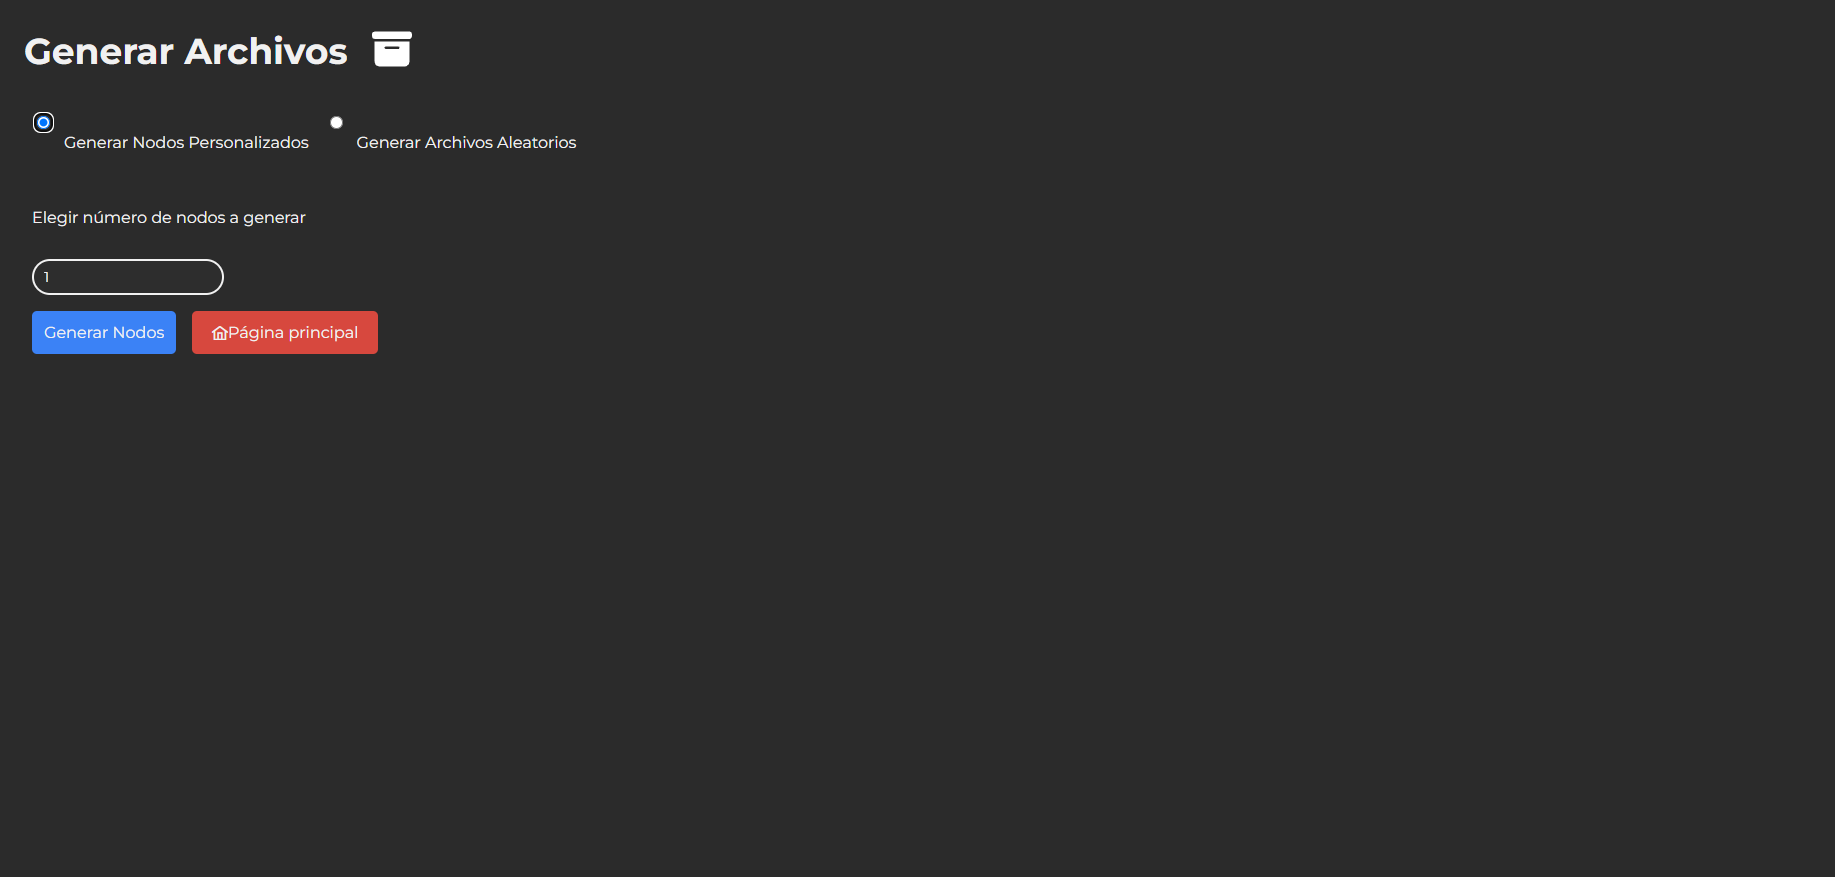 Generar Archivos
Generar Nodos Personalizados
Generar Archivos Aleatorios
Elegir número de nodos a generar
1
Generar Nodos
Página principal